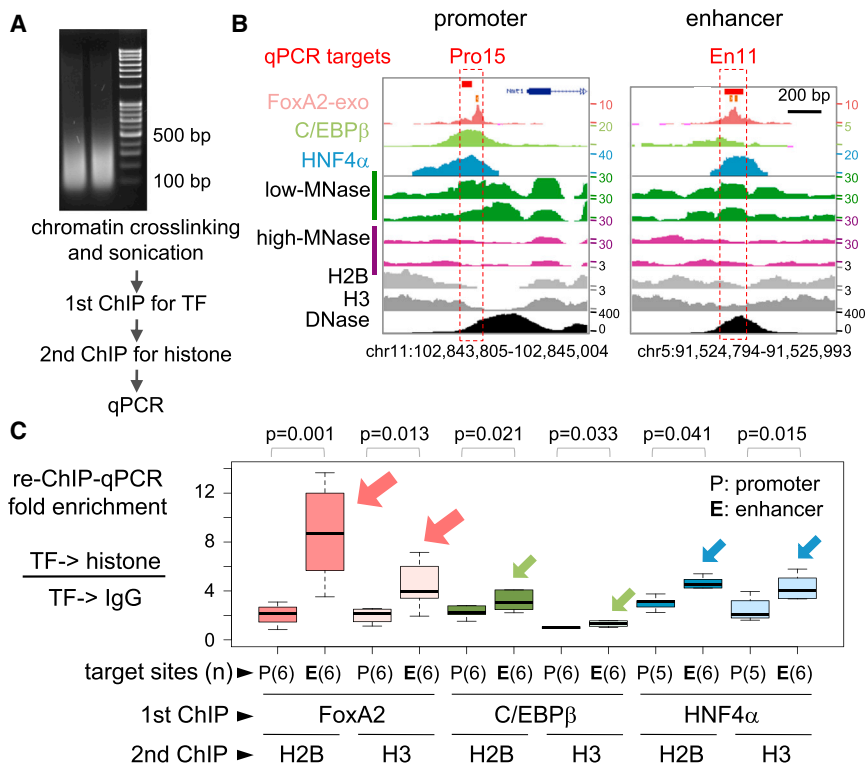 A
500 bp
100 bp
chromatin crosslinking
and sonication
1st ChIP for TF
2nd ChIP for histone
qPCR
B
promoter
enhancer
qPCR targets
Pro15
En11
200 bp
FoxA2-exo
C/EBPβ
HNF4α
low-MNase
high-MNase
H2B
H3
DNase
10
20
40
30
30
30
30
3
3
400
0
10
5
20
30
30
30
30
3
3
400
0
chr11:102,843,805-102,845,004
chr5:91,524,794-91,525,993
C
p=0.001 p=0.013 p=0.021 p=0.033 p=0.041 p=0.015
re-ChIP-qPCR
fold enrichment
TF-> histone
TF-> IgG
12
8
4
0
P: promoter
E: enhancer
target sites (n) P(6) E(6) P(6) E(6) P(6) E(6) P(6) E(6) P(5) E(6) P(5) E(6)
1st ChIP FoxA2 C/EBPβ HNF4α
2nd ChIP H2B H3 H2B H3 H2B H3